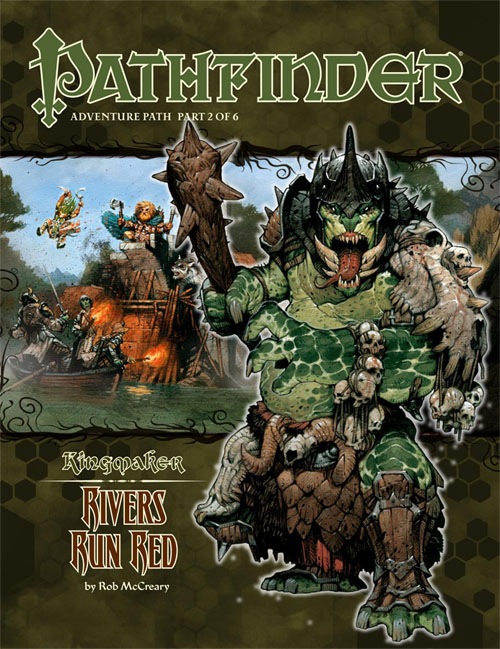 PATHFINDER®
ADVENTURE PATH PART 2 OF 6
Kingmaker
RIVERS
RUN RED
by Rob McCreary